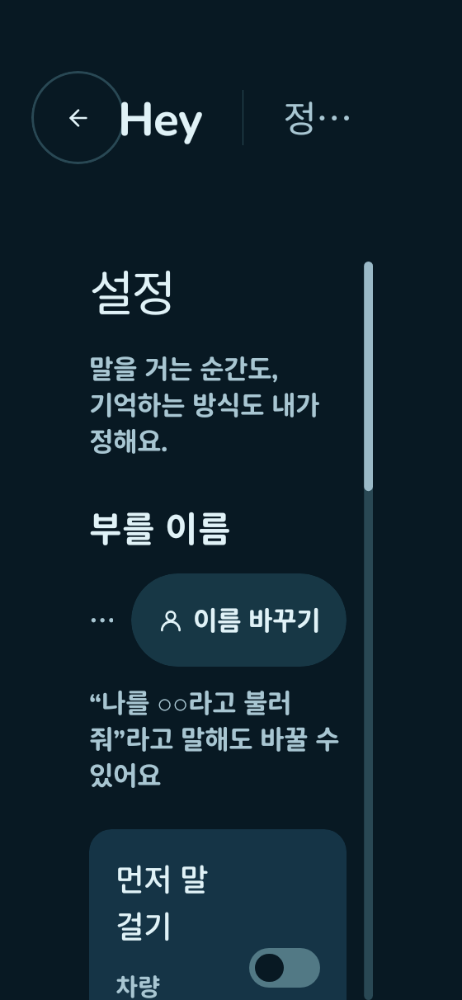 Hey
정…
설정
말을 거는 순간도,
기억하는 방식도 내가
정해요.
부를 이름
…
이름 바꾸기
“나를 ○○라고 불러
줘”라고 말해도 바꿀 수
있어요
먼저 말
걸기
차량